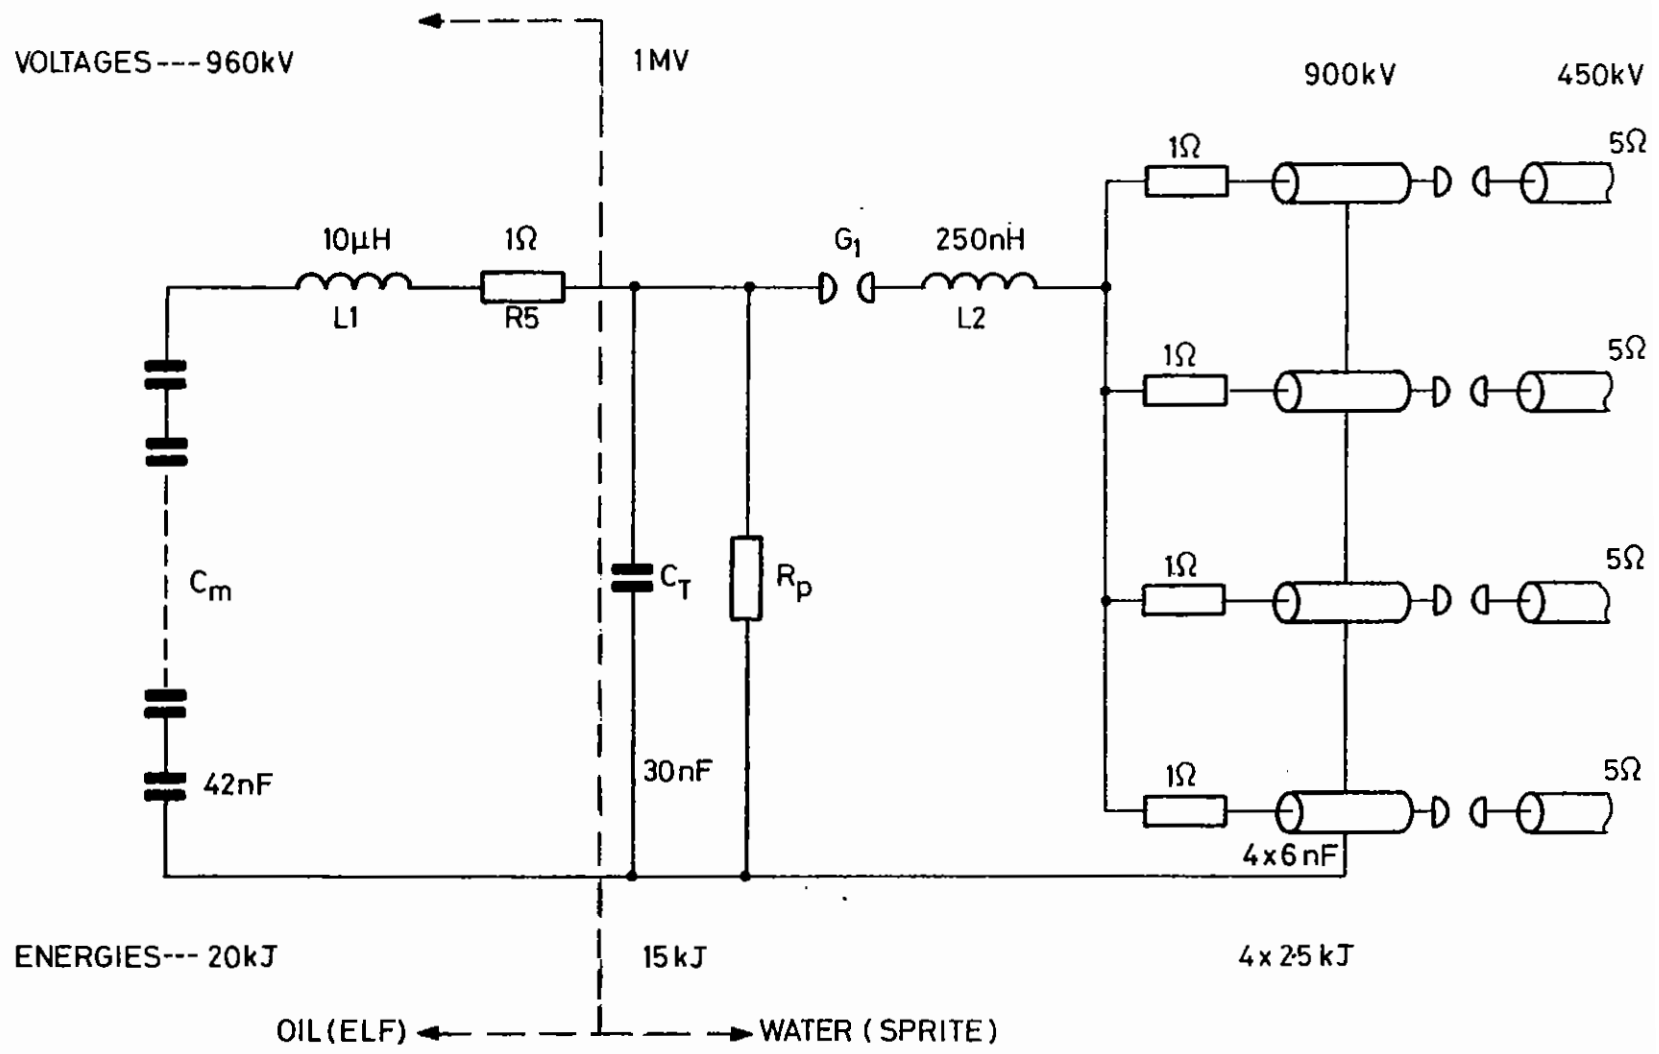 VOLTAGES --- 960kV
1MV
900kV
450kV
1Ω
5Ω
10μH
1Ω
G1
250nH
L1
R5
L2
1Ω
5Ω
Cm
CT
Rp
1Ω
5Ω
42nF
30nF
1Ω
5Ω
4x6nF
ENERGIES --- 20kJ
15kJ
4x2·5kJ
OIL (ELF)
WATER (SPRITE)